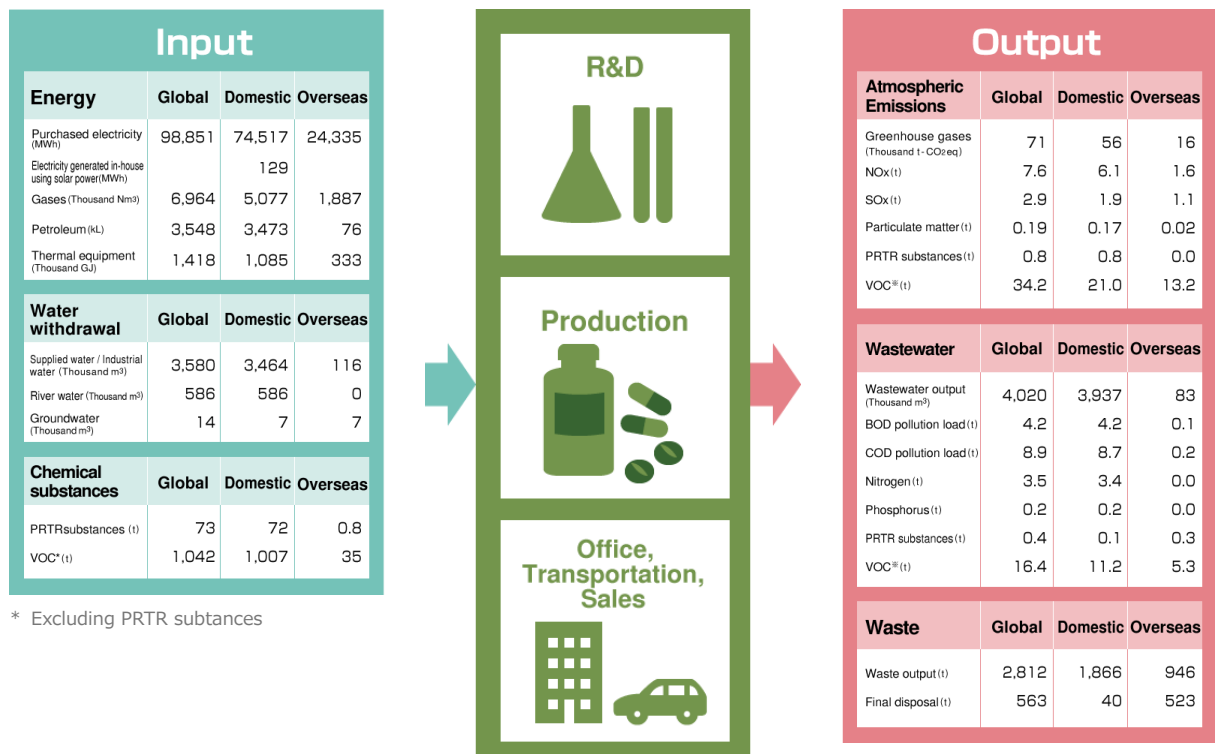 Input
Energy Global Domestic Overseas
Purchased electricity 98,851 74,517 24,335
(MWh)
Electricity generated in-house 129
using solar power(MWh)
Gases (Thousand Nm3) 6,964 5,077 1,887
Petroleum (kL) 3,548 3,473 76
Thermal equipment 1,418 1,085 333
(Thousand GJ)
Water
withdrawal Global Domestic Overseas
Supplied water / Industrial
water (Thousand m3) 3,580 3,464 116
River water (Thousand m3) 586 586 0
Groundwater 14 7 7
(Thousand m3)
Chemical
substances Global Domestic Overseas
PRTRsubstances (t) 73 72 0.8
VOC* (t) 1,042 1,007 35
* Excluding PRTR subtances
R&D
Production
Office,
Transportation,
Sales
Output
Atmospheric
Emissions Global Domestic Overseas
Greenhouse gases 71 56 16
(Thousand t-CO2eq)
NOx (t) 7.6 6.1 1.6
SOx (t) 2.9 1.9 1.1
Particulate matter (t) 0.19 0.17 0.02
PRTR substances (t) 0.8 0.8 0.0
VOC※ (t) 34.2 21.0 13.2
Wastewater Global Domestic Overseas
Wastewater output 4,020 3,937 83
(Thousand m3)
BOD pollution load (t) 4.2 4.2 0.1
COD pollution load (t) 8.9 8.7 0.2
Nitrogen (t) 3.5 3.4 0.0
Phosphorus (t) 0.2 0.2 0.0
PRTR substances (t) 0.4 0.1 0.3
VOC※ (t) 16.4 11.2 5.3
Waste Global Domestic Overseas
Waste output (t) 2,812 1,866 946
Final disposal (t) 563 40 523